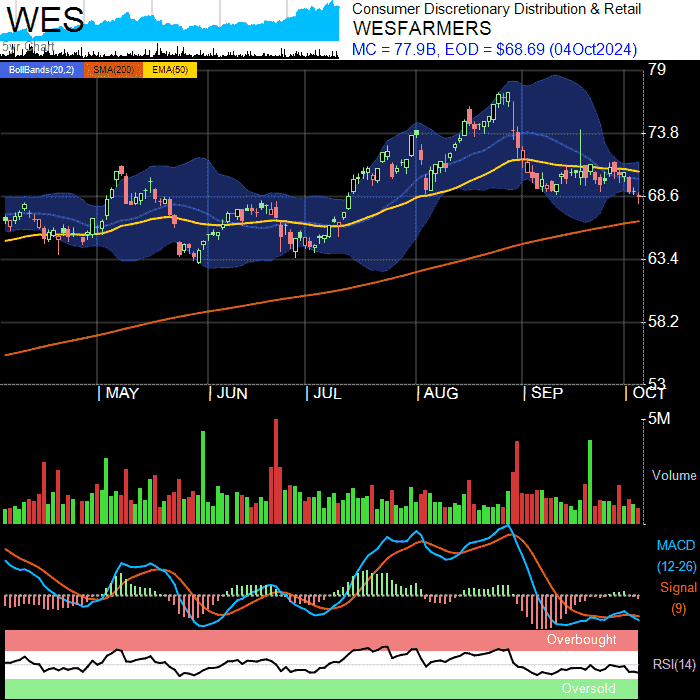 WES
Consumer Discretionary Distribution & Retail
WESFARMERS
MC = 77.9B, EOD = $68.69 (04Oct2024)
5yr Chart
BollBands(20,2) SMA(200) EMA(50)
79
73.8
68.6
63.4
58.2
53
MAY JUN JUL AUG SEP OCT
5M
Volume
MACD
(12-26)
Signal
(9)
Overbought
RSI(14)
Oversold